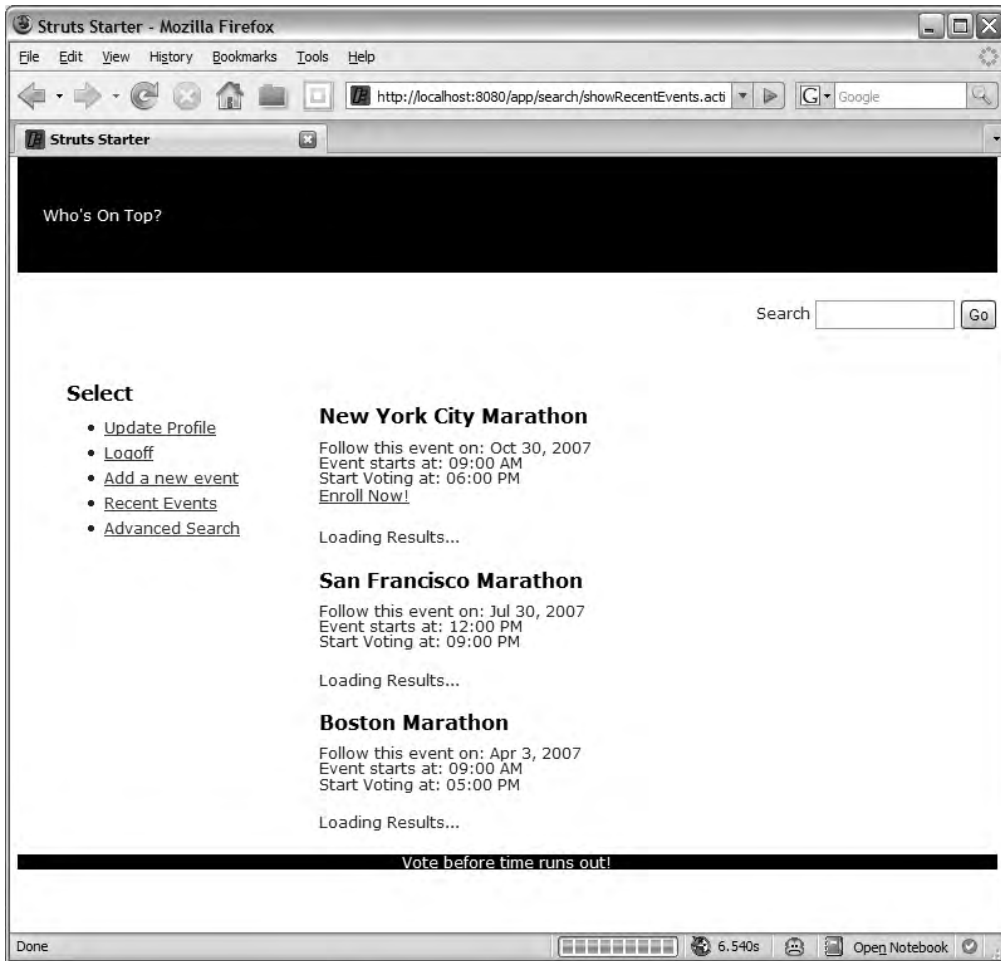 Struts Starter - Mozilla Firefox
File Edit View History Bookmarks Tools Help
http://localhost:8080/app/search/showRecentEvents.acti
G Google
Struts Starter
Who's On Top?
Search Go
Select
Update Profile
Logoff
Add a new event
Recent Events
Advanced Search
New York City Marathon
Follow this event on: Oct 30, 2007
Event starts at: 09:00 AM
Start Voting at: 06:00 PM
Enroll Now!
Loading Results...
San Francisco Marathon
Follow this event on: Jul 30, 2007
Event starts at: 12:00 PM
Start Voting at: 09:00 PM
Loading Results...
Boston Marathon
Follow this event on: Apr 3, 2007
Event starts at: 09:00 AM
Start Voting at: 05:00 PM
Loading Results...
Vote before time runs out!
Done 6.540s Open Notebook